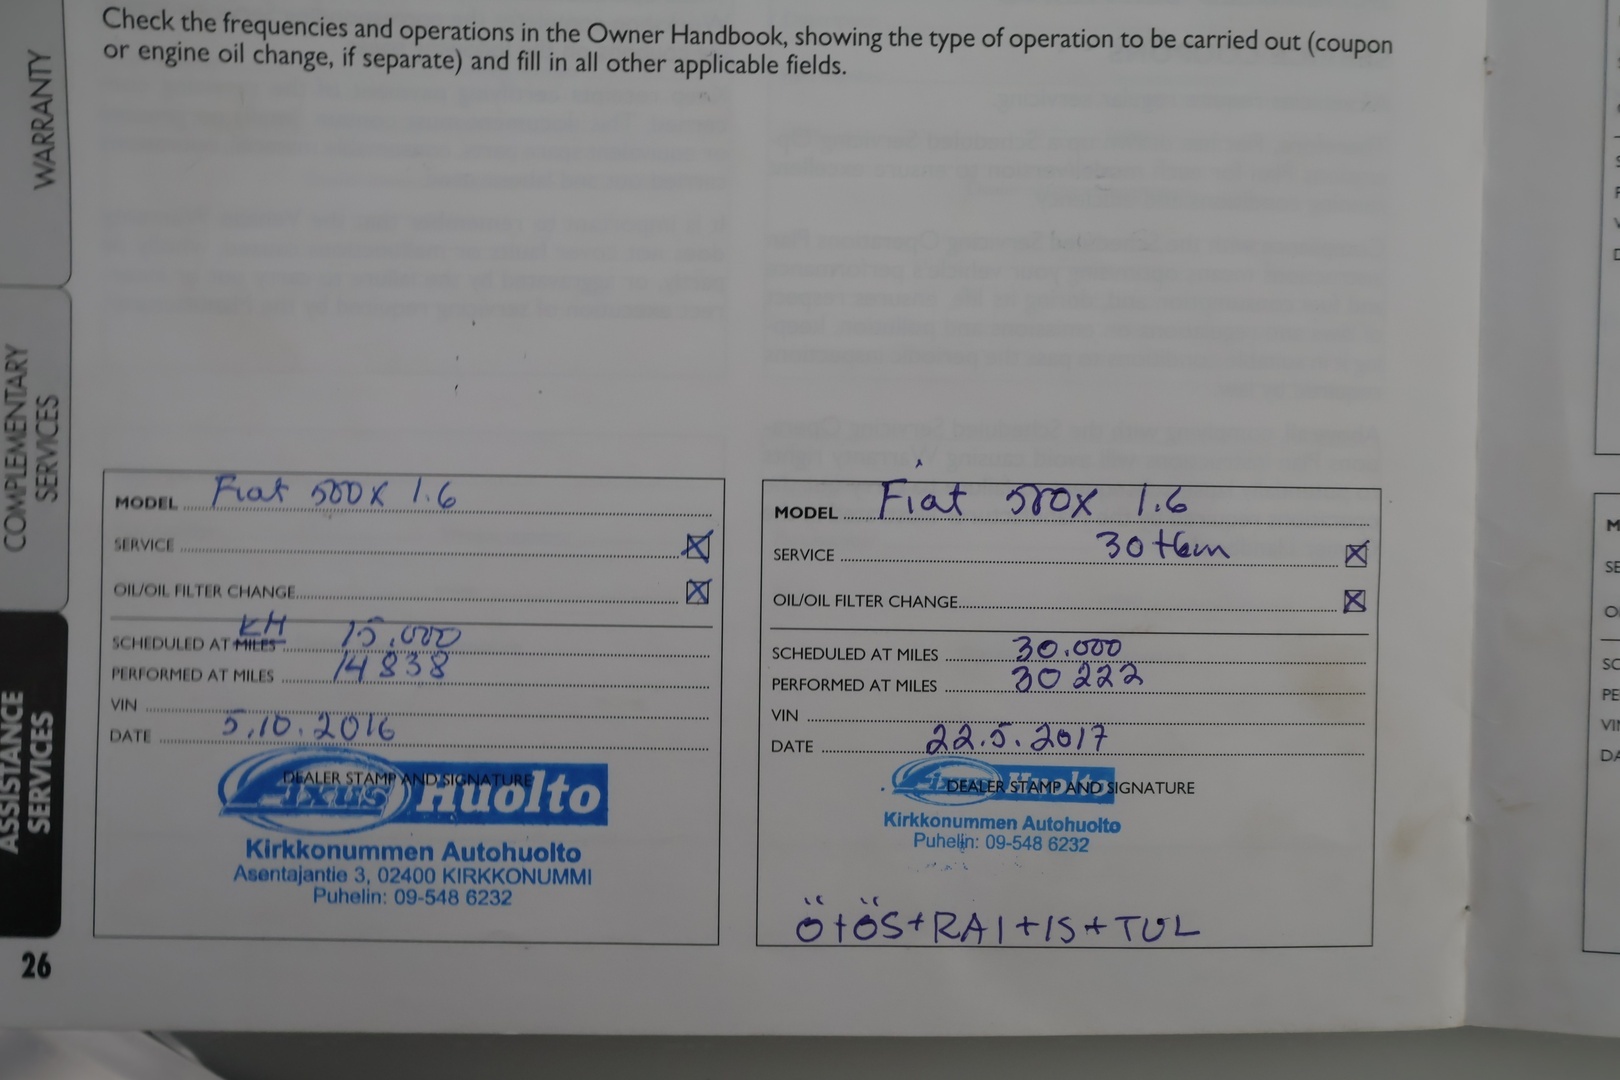 Check the frequencies and operations in the Owner Handbook, showing the type of operation to be carried out (coupon
or engine oil change, if separate) and fill in all other applicable fields.
WARRANTY
COMPLEMENTARY
SERVICES
ASSISTANCE
SERVICES
26
MODEL Fiat 500X 1.6
SERVICE
OIL/OIL FILTER CHANGE
KM
SCHEDULED AT MILES 15.000
PERFORMED AT MILES 14838
VIN
DATE 5.10.2016
DEALER STAMP AND SIGNATURE
Fixus Huolto
Kirkkonummen Autohuolto
Asentajantie 3, 02400 KIRKKONUMMI
Puhelin: 09-548 6232
MODEL Fiat 500X 1.6
SERVICE 30 tkm
OIL/OIL FILTER CHANGE
SCHEDULED AT MILES 30.000
PERFORMED AT MILES 30222
VIN
DATE 22.5.2017
DEALER STAMP AND SIGNATURE
Fixus Huolto
Kirkkonummen Autohuolto
Puhelin: 09-548 6232
Ö+ÖS+RAI+IS+TUL